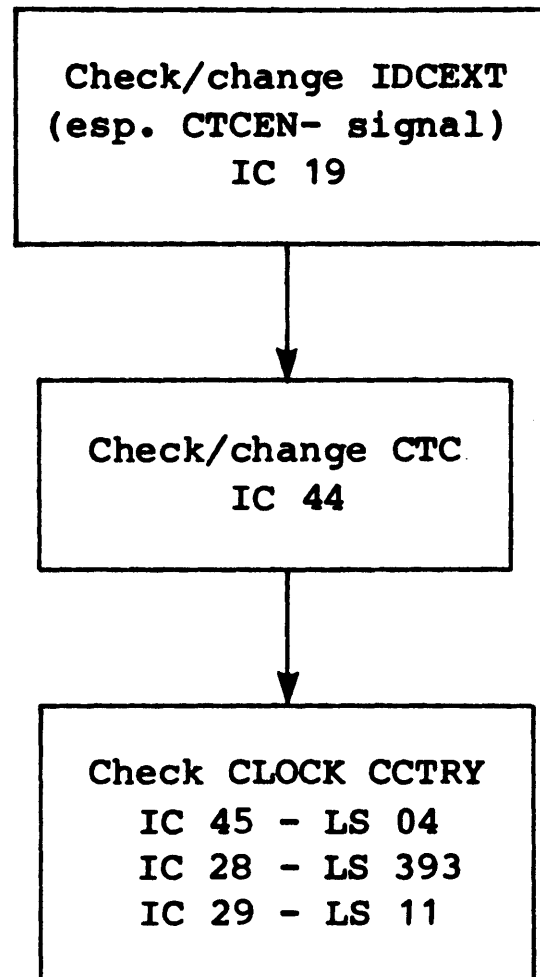 Check/change IDCEXT
(esp. CTCEN- signal)
IC 19
Check/change CTC
IC 44
Check CLOCK CCTRY
IC 45 - LS 04
IC 28 - LS 393
IC 29 - LS 11